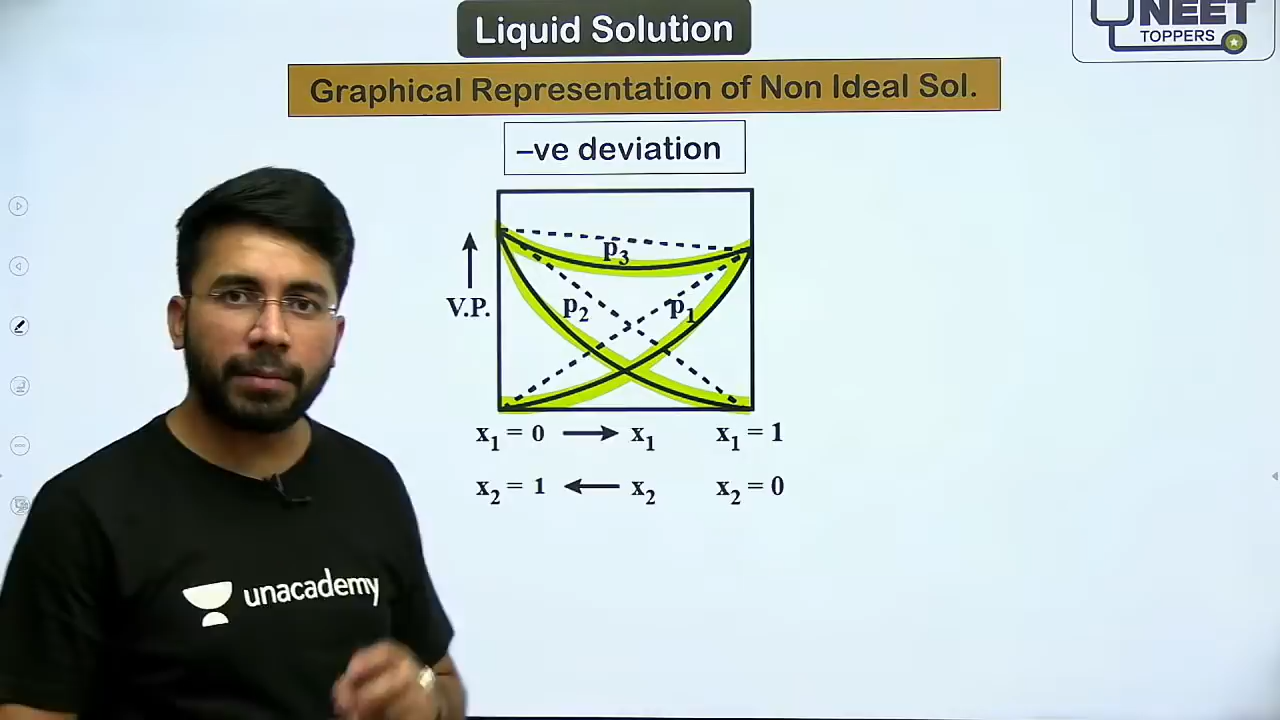 Liquid Solution
NEET
TOPPERS
Graphical Representation of Non Ideal Sol.
–ve deviation
p3
V.P.
p2
p1
x1 = 0 → x1 x1 = 1
x2 = 1 ← x2 x2 = 0
unacademy